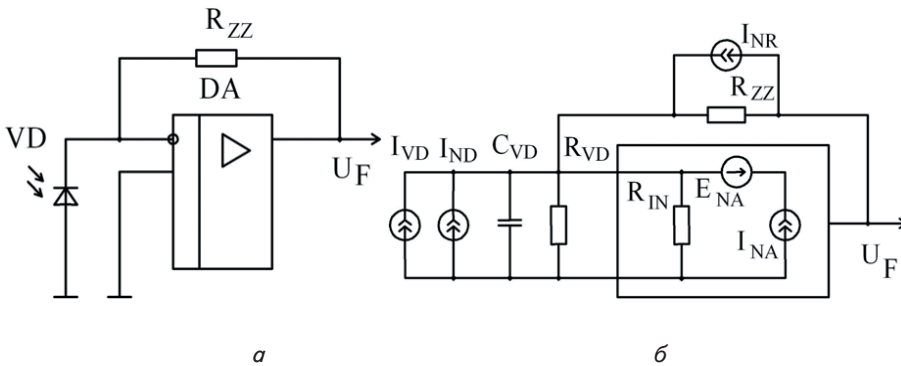 R_ZZ
DA
VD
U_F
I_NR
R_ZZ
I_VD I_ND C_VD R_VD
R_IN E_NA
I_NA
U_F
а б